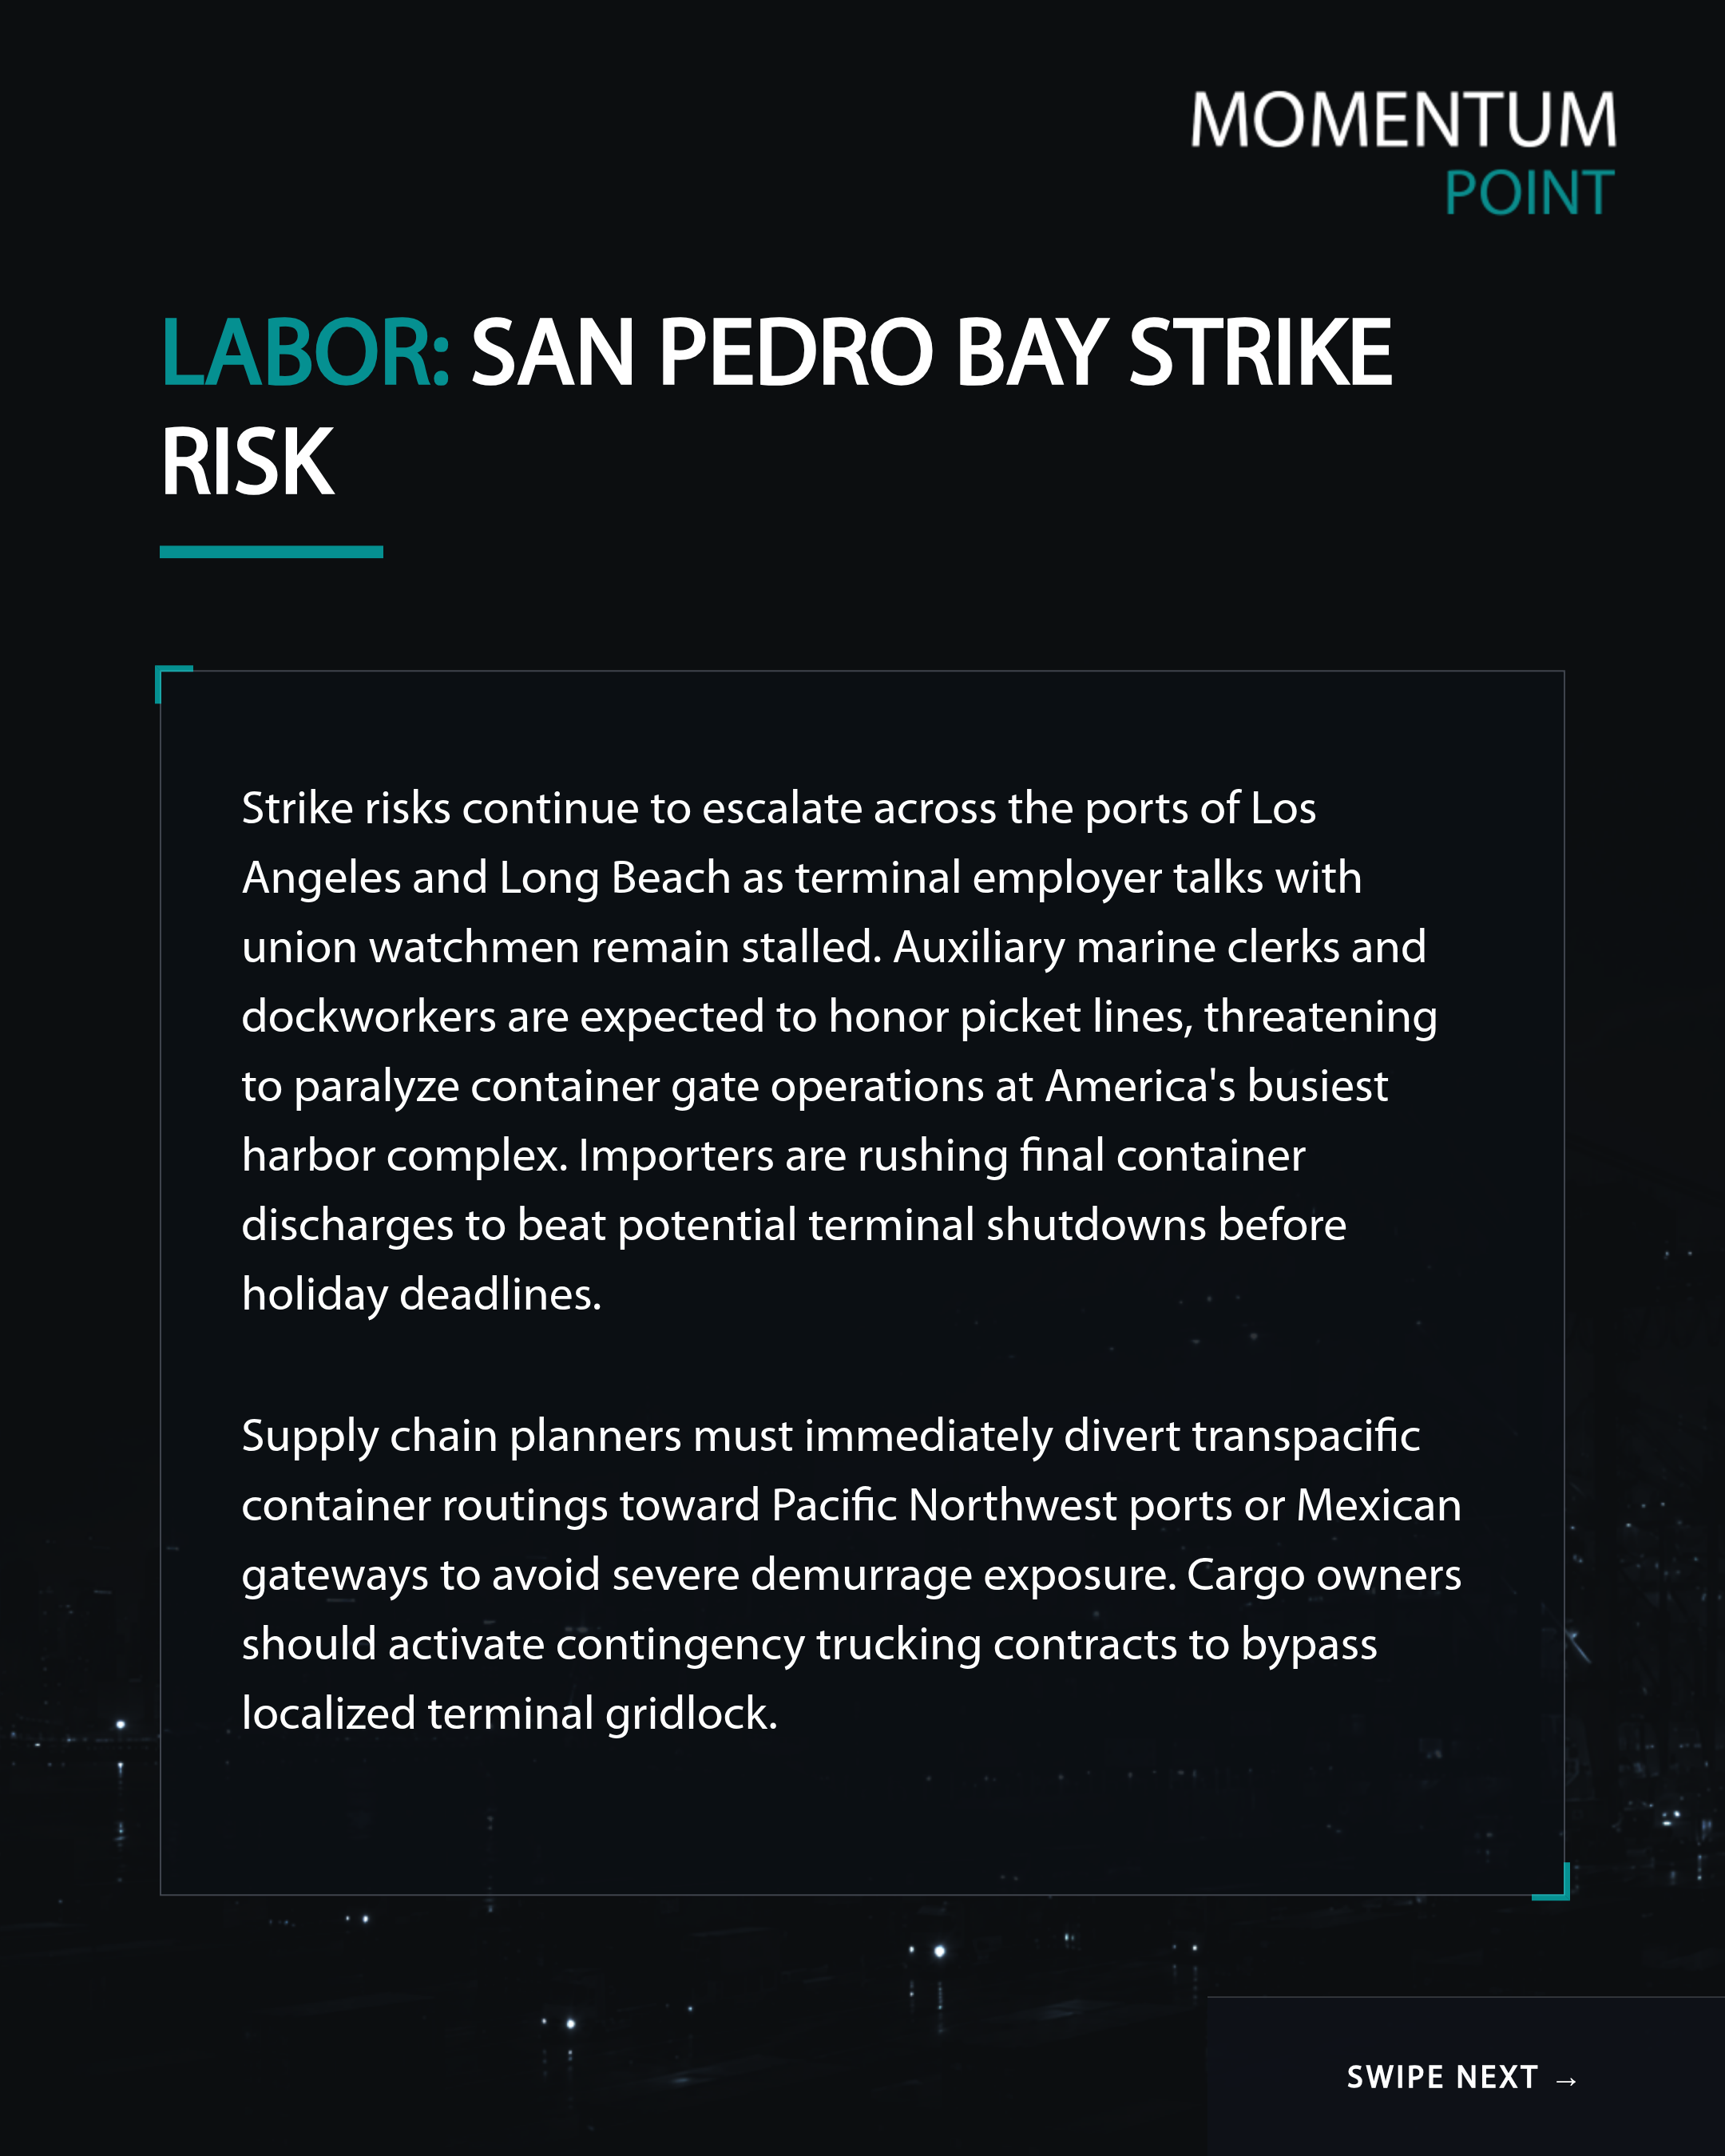 MOMENTUM
POINT
LABOR: SAN PEDRO BAY STRIKE
RISK
Strike risks continue to escalate across the ports of Los
Angeles and Long Beach as terminal employer talks with
union watchmen remain stalled. Auxiliary marine clerks and
dockworkers are expected to honor picket lines, threatening
to paralyze container gate operations at America's busiest
harbor complex. Importers are rushing final container
discharges to beat potential terminal shutdowns before
holiday deadlines.
Supply chain planners must immediately divert transpacific
container routings toward Pacific Northwest ports or Mexican
gateways to avoid severe demurrage exposure. Cargo owners
should activate contingency trucking contracts to bypass
localized terminal gridlock.
SWIPE NEXT →